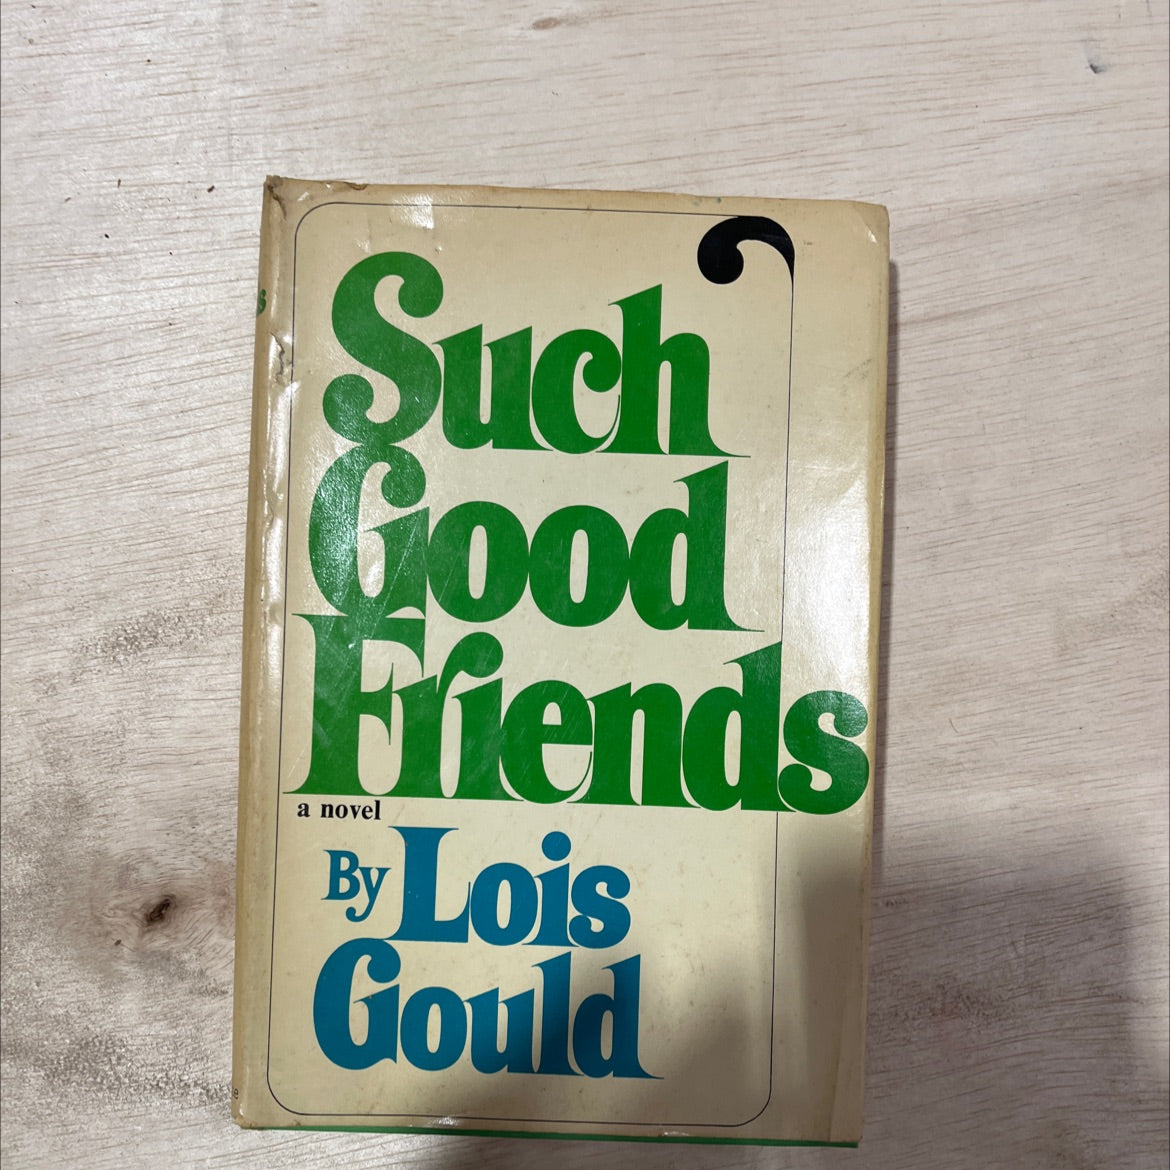 Such
Good
Friends
a novel
By Lois
Gould